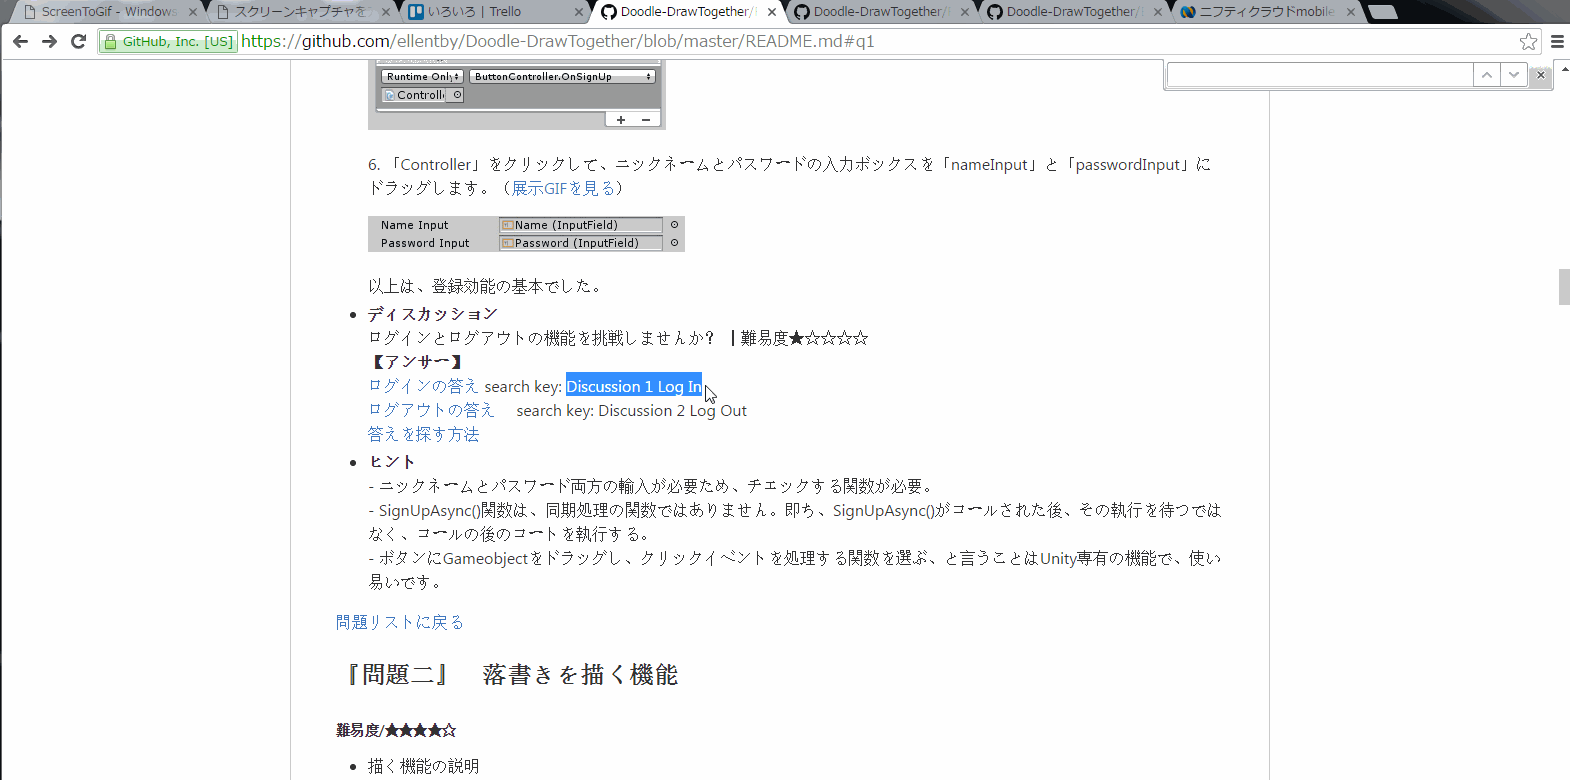 ScreenToGif - Windows
スクリーンキャプチャを
いろいろ | Trello
Doodle-DrawTogether/
Doodle-DrawTogether/
Doodle-DrawTogether/
ニフティクラウドmobile
GitHub, Inc. [US] https://github.com/ellentby/Doodle-DrawTogether/blob/master/README.md#q1
Runtime Only ButtonController.OnSignUp
Controlle
6. 「Controller」をクリックして、ニックネームとパスワードの入力ボックスを「nameInput」と「passwordInput」に
ドラッグします。（展示GIFを見る）
Name Input Name (InputField)
Password Input Password (InputField)
以上は、登録効能の基本でした。
ディスカッション
ログインとログアウトの機能を挑戦しませんか？ | 難易度★☆☆☆☆
【アンサー】
ログインの答え search key: Discussion 1 Log In
ログアウトの答え search key: Discussion 2 Log Out
答えを探す方法
ヒント
- ニックネームとパスワード両方の輸入が必要ため、チエックする関数が必要。
- SignUpAsync()関数は、同期処理の関数ではありません。即ち、SignUpAsync()がコールされた後、その執行を待つでは
なく、コールの後のコートを執行する。
- ボタンにGameobjectをドラッグし、クリックイベントを処理する関数を選ぶ、と言うことはUnity専有の機能で、使い
易いです。
問題リストに戻る
『問題二』 落書きを描く機能
難易度/★★★★☆
描く機能の説明